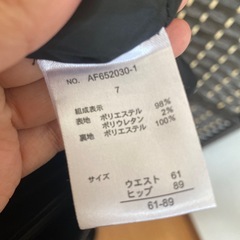 NO. AF652030-1
7
組成表示
表地 ポリエステル 98%
ポリウレタン 2%
裏地 ポリエステル 100%
サイズ
ウエスト 61
ヒップ 89
61-89